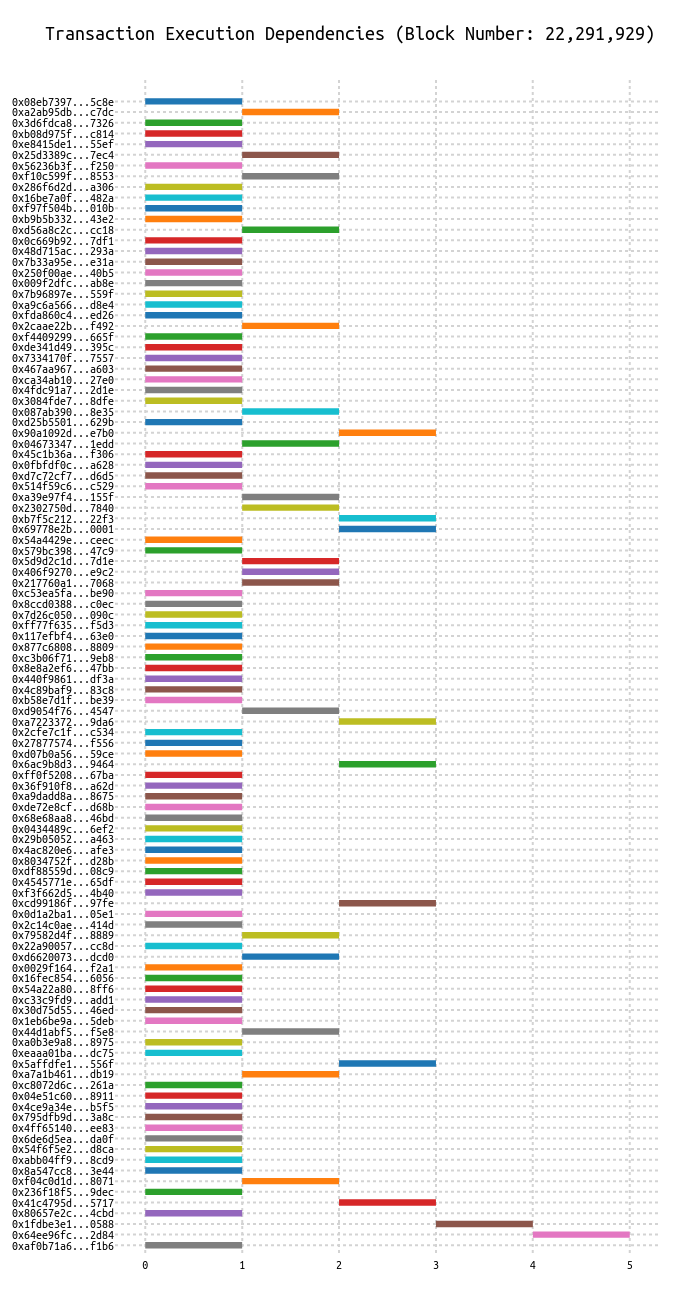 Transaction Execution Dependencies (Block Number: 22,291,929)
0x08eb7397...5c8e
0xa2ab95db...c7dc
0x3d6fdca8...7326
0xb08d975f...c814
0xe8415de1...55ef
0x25d3389c...7ec4
0x56236b3f...f250
0xf10c599f...8553
0x286f6d2d...a306
0x16be7a0f...482a
0xf97f504b...010b
0xb9b5b332...43e2
0xd56a8c2c...cc18
0x0c669b92...7df1
0x48d715ac...293a
0x7b33a95e...e31a
0x250f00ae...40b5
0x009f2dfc...ab8e
0x7b96897e...559f
0xa9c6a566...d8e4
0xfda860c4...ed26
0x2caae22b...f492
0xf4409299...665f
0xde341d49...395c
0x7334170f...7557
0x467aa967...a603
0xca34ab10...27e0
0x4fdc91a7...2d1e
0x3084fde7...8dfe
0x087ab390...8e35
0xd25b5501...629b
0x90a1092d...e7b0
0x04673347...1edd
0x45c1b36a...f306
0x0fbfdf0c...a628
0xd7c72cf7...d6d5
0x514f59c6...c529
0xa39e97f4...155f
0x2302750d...7840
0xb7f5c212...22f3
0x69778e2b...0001
0x54a4429e...ceec
0x579bc398...47c9
0x5d9d2c1d...7d1e
0x406f9270...e9c2
0x217760a1...7068
0xc53ea5fa...be90
0x8ccd0388...c0ec
0x7d26c050...090c
0xff77f635...f5d3
0x117efbf4...63e0
0x877c6808...8809
0xc3b06f71...9eb8
0x8e8a2ef6...47bb
0x440f9861...df3a
0x4c89baf9...83c8
0xb58e7d1f...be39
0xd9054f76...4547
0xa7223372...9da6
0x2cfe7c1f...c534
0x27877574...f556
0xd07b0a56...59ce
0x6ac9b8d3...9464
0xff0f5208...67ba
0x36f910f8...a62d
0xa9dadd8a...8675
0xde72e8cf...d68b
0x68e68aa8...46bd
0x0434489c...6ef2
0x29b05052...a463
0x4ac820e6...afe3
0x8034752f...d28b
0xdf88559d...08c9
0x4545771e...65df
0xf3f662d5...4b40
0xcd99186f...97fe
0x0d1a2ba1...05e1
0x2c14c0ae...414d
0x79582d4f...8889
0x22a90057...cc8d
0xd6620073...dcd0
0x0029f164...f2a1
0x16fec854...6056
0x54a22a80...8ff6
0xc33c9fd9...add1
0x30d75d55...46ed
0x1eb6be9a...5deb
0x44d1abf5...f5e8
0xa0b3e9a8...8975
0xeaaa01ba...dc75
0x5affdfe1...556f
0xa7a1b461...db19
0xc8072d6c...261a
0x04e51c60...8911
0x4ce9a34e...b5f5
0x795dfb9d...3a8c
0x4ff65140...ee83
0x6de6d5ea...da0f
0x54f6f5e2...d8ca
0xabb04ff9...8cd9
0x8a547cc8...3e44
0xf04c0d1d...8071
0x236f18f5...9dec
0x41c4795d...5717
0x80657e2c...4cbd
0x1fdbe3e1...0588
0x64ee96fc...2d84
0xaf0b71a6...f1b6
0 1 2 3 4 5